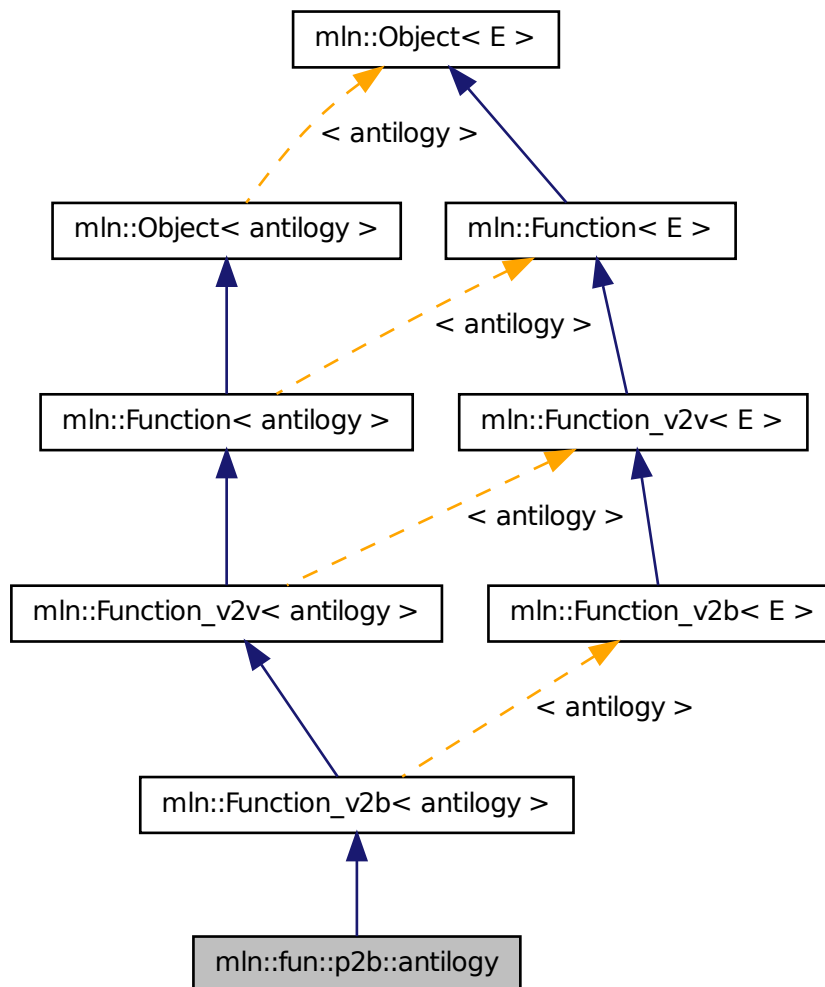 mln::Object< E >
< antilogy >
mln::Object< antilogy >
mln::Function< E >
< antilogy >
mln::Function< antilogy >
mln::Function_v2v< E >
< antilogy >
mln::Function_v2v< antilogy >
mln::Function_v2b< E >
< antilogy >
mln::Function_v2b< antilogy >
mln::fun::p2b::antilogy